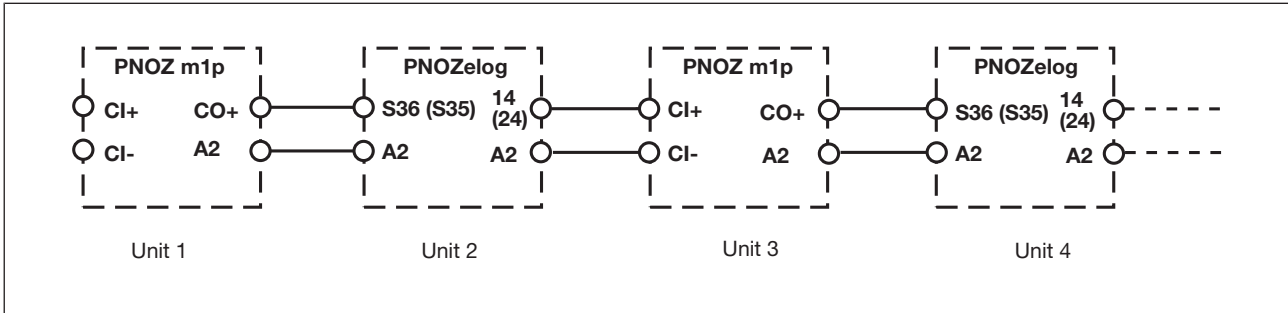 PNOZ m1p
CI+ CO+
CI- A2
Unit 1
PNOZelog
S36 (S35) 14 (24)
A2 A2
Unit 2
PNOZ m1p
CI+ CO+
CI- A2
Unit 3
PNOZelog
S36 (S35) 14 (24)
A2 A2
Unit 4